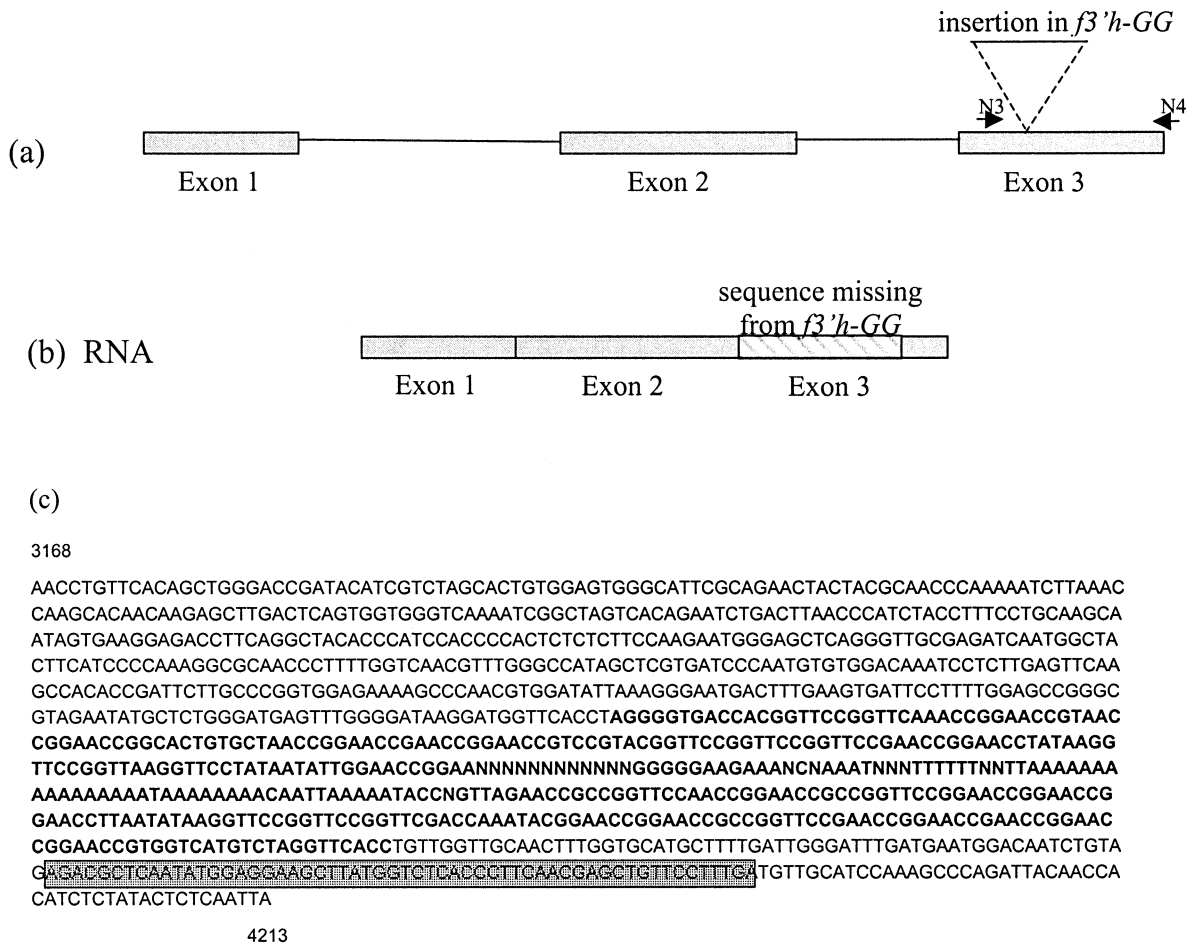 insertion in f3’h-GG
N3
N4
(a)
Exon 1
Exon 2
Exon 3
sequence missing
from f3’h-GG
(b) RNA
Exon 1
Exon 2
Exon 3
(c)
3168
AACCTGTTCACAGCTGGGACCGATACATCGTCTAGCACTGTGGAGTGGGCATTCGCAGAACTACTACGCAACCCAAAAATCTTAAAC
CAAGCACAACAAGAGCTTGACTCAGTGGTGGGTCAAAATCGGCTAGTCACAGAATCTGACTTAACCCATCTACCTTTCCTGCAAGCA
ATAGTGAAGGAGACCTTCAGGCTACACCCATCCACCCCACTCTCTCTTCCAAGAATGGGAGCTCAGGGTTGCGAGATCAATGGCTA
CTTCATCCCCAAAGGCGCAACCCTTTTGGTCAACGTTTGGGCCATAGCTCGTGATCCCAATGTGTGGACAAATCCTCTTGAGTTCAA
GCCACACCGATTCTTGCCCGGTGGAGAAAAGCCCAACGTGGATATTAAAGGGAATGACTTTGAAGTGATTCCTTTTGGAGCCGGGC
GTAGAATATGCTCTGGGATGAGTTTGGGGATAAGGATGGTTCACCTAGGGGTGACCACGGTTCCGGTTCAAACCGGAACCGTAAC
CGGAACCGGCACTGTGCTAACCGGAACCGAACCGGAACCGTCCGTACGGTTCCGGTTCCGGTTCCGAACCGGAACCTATAAGG
TTCCGGTTAAGGTTCCTATAATATTGGAACCGGAANNNNNNNNNNNNNGGGGGAAGAAANCNAAATNNNTTTTTTNNTTAAAAAAA
AAAAAAAAATAAAAAAAACAATTAAAAATACCNGTTAGAACCGCCGGTTCCAACCGGAACCGCCGGTTCCGGAACCGGAACCG
GAACCTTAATATAAGGTTCCGGTTCCGGTTCGACCAAATACGGAACCGGAACCGCCGGTTCCGAACCGGAACCGAACCGGAAC
CGGAACCGTGGTCATGTCTAGGTTCACCTGTTGGTTGCAACTTTGGTGCATGCTTTTGATTGGGATTTGATGAATGGACAATCTGTA
GAGACGCTCAATATGGAGGAAGCTTATGGTCTCACCCTTCAACGAGCTGTTCCTTTGATGTTGCATCCAAAGCCCAGATTACAACCA
CATCTCTATACTCTCAATTA
4213